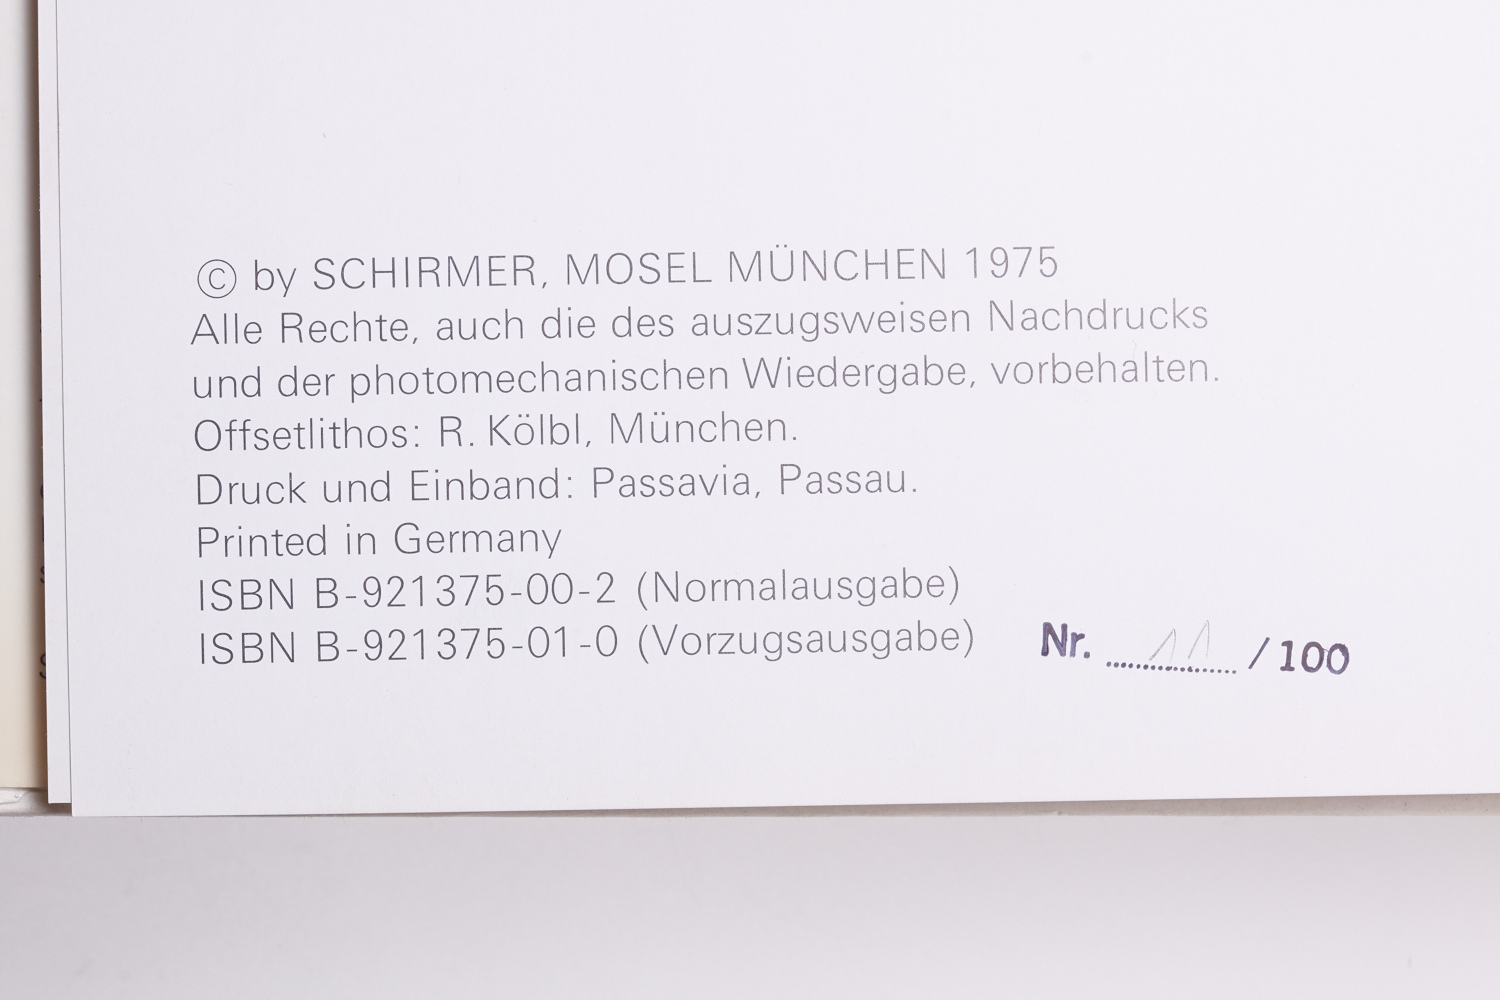 © by SCHIRMER, MOSEL MÜNCHEN 1975
Alle Rechte, auch die des auszugsweisen Nachdrucks
und der photomechanischen Wiedergabe, vorbehalten.
Offsetlithos: R. Kölbl, München.
Druck und Einband: Passavia, Passau.
Printed in Germany
ISBN B-921375-00-2 (Normalausgabe)
ISBN B-921375-01-0 (Vorzugsausgabe) Nr. 11 /100